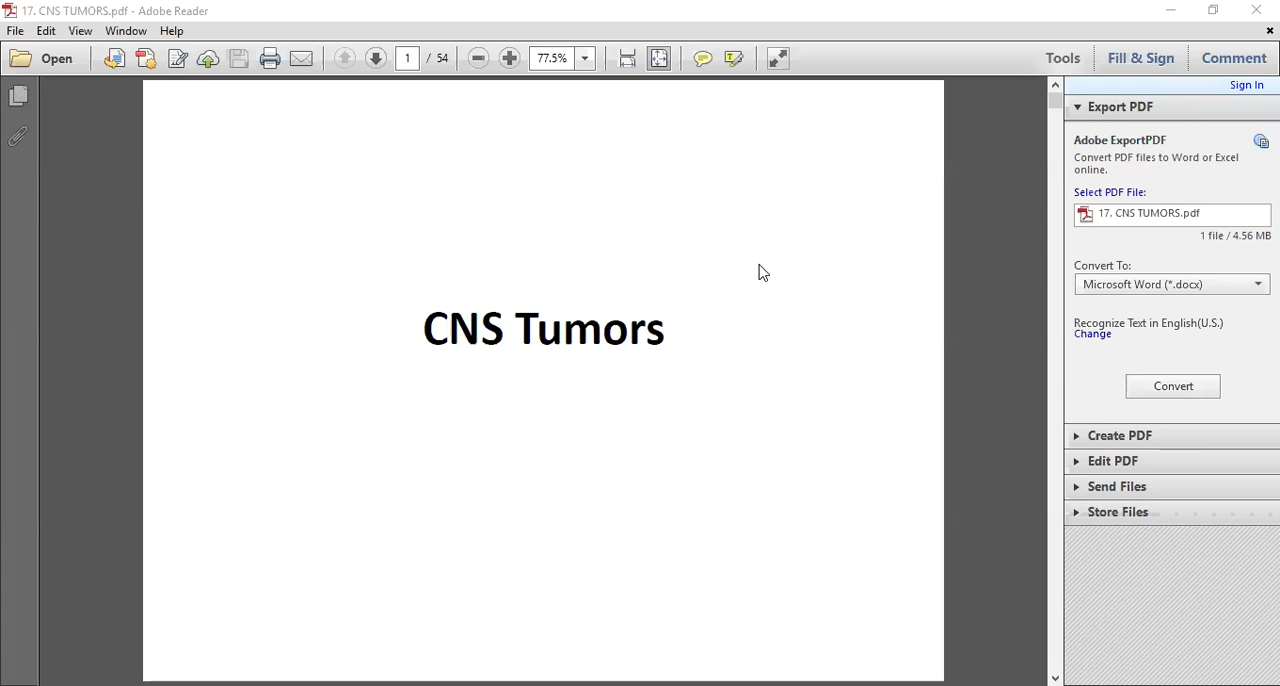 17. CNS TUMORS.pdf - Adobe Reader
File Edit View Window Help
Open 1 / 54 77.5% Tools Fill & Sign Comment
Sign In
Export PDF
Adobe ExportPDF
Convert PDF files to Word or Excel
online.
Select PDF File:
17. CNS TUMORS.pdf
1 file / 4.56 MB
Convert To:
Microsoft Word (*.docx)
Recognize Text in English(U.S.)
Change
Convert
Create PDF
Edit PDF
Send Files
Store Files
CNS Tumors